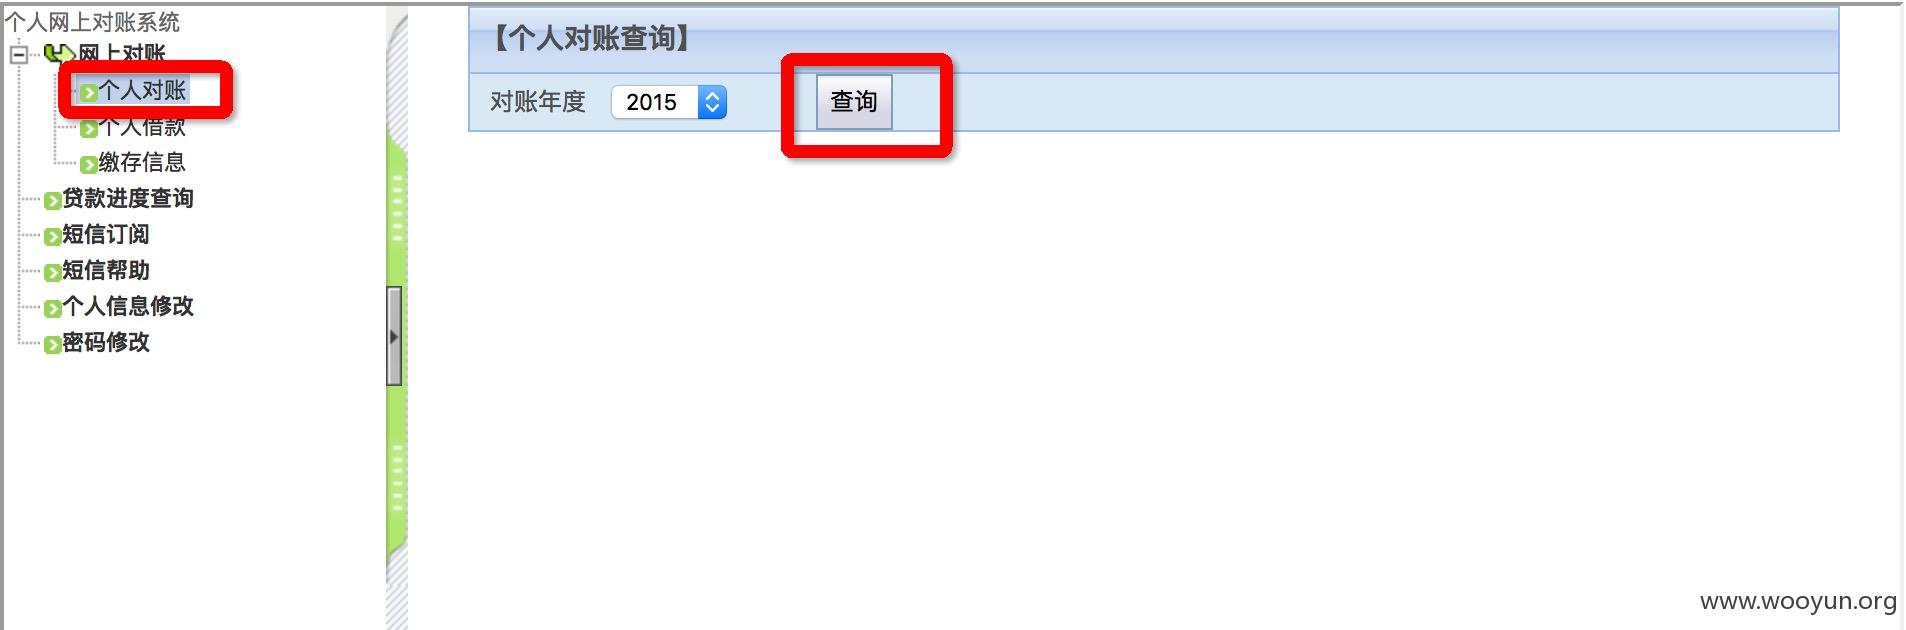 个人网上对账系统
网上对账
个人对账
个人借款
缴存信息
贷款进度查询
短信订阅
短信帮助
个人信息修改
密码修改
【个人对账查询】
对账年度 2015 查询
www.wooyun.org